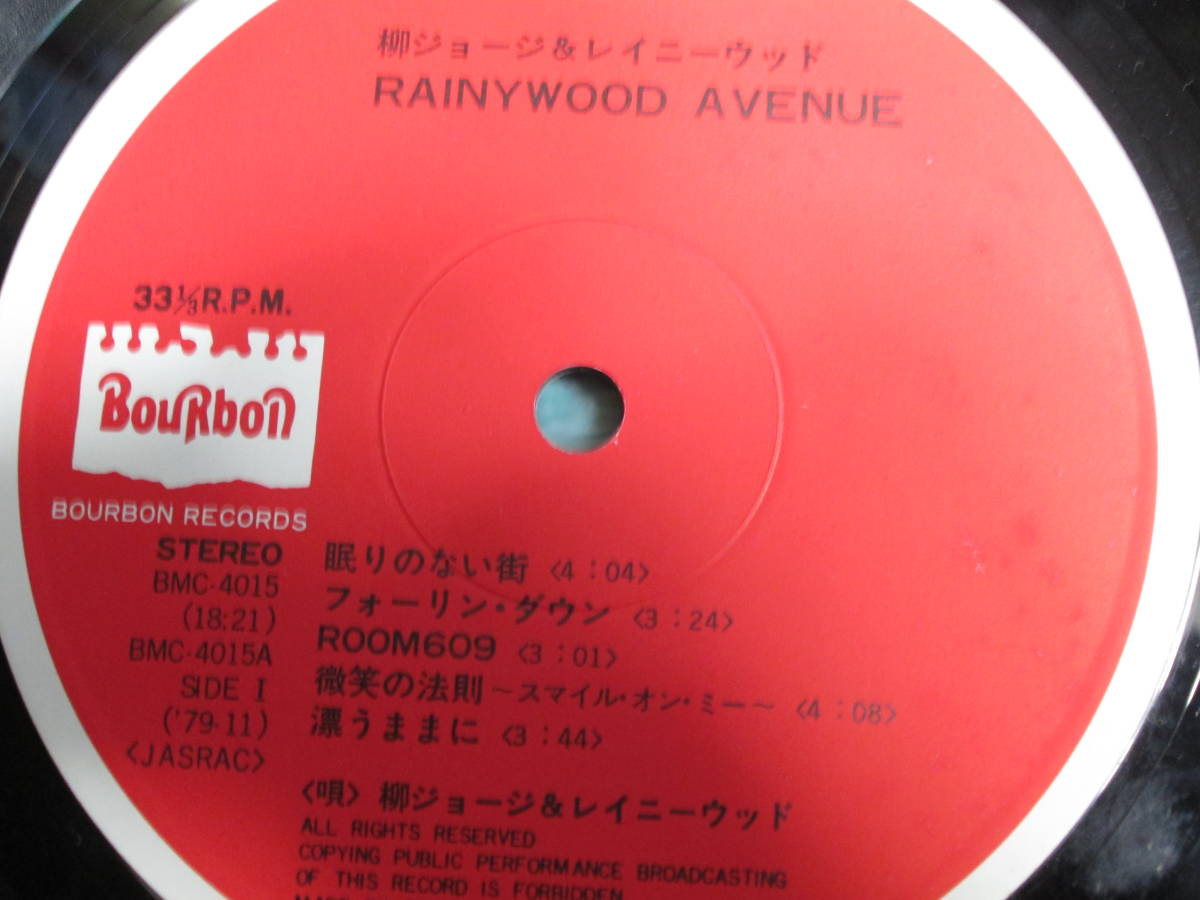 柳ジョージ&レイニーウッド
RAINYWOOD AVENUE
33⅓R.P.M.
BouRbon
BOURBON RECORDS
STEREO
BMC-4015
(18:21)
BMC-4015A
SIDE I
('79-11)
〈JASRAC〉
眠りのない街 〈4:04〉
フォーリン・ダウン 〈3:24〉
ROOM609 〈3:01〉
微笑の法則～スマイル・オン・ミー～ 〈4:08〉
漂うままに 〈3:44〉
〈唄〉柳ジョージ&レイニーウッド
ALL RIGHTS RESERVED
COPYING PUBLIC PERFORMANCE BROADCASTING
OF THIS RECORD IS FORBIDDEN